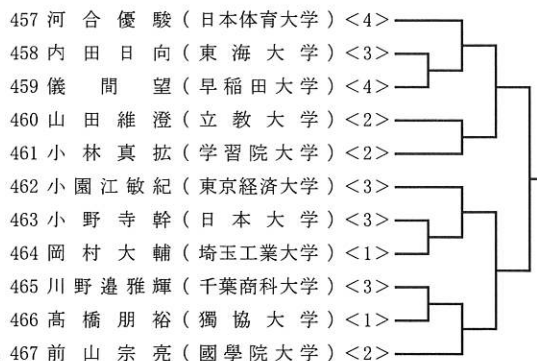 457 河合優駿（日本体育大学）<4>
458 内田日向（東海大学）<3>
459 儀間望（早稲田大学）<4>
460 山田維澄（立教大学）<2>
461 小林真拡（学習院大学）<2>
462 小園江敏紀（東京経済大学）<3>
463 小野寺幹（日本大学）<3>
464 岡村大輔（埼玉工業大学）<1>
465 川野邉雅輝（千葉商科大学）<3>
466 髙橋朋裕（獨協大学）<1>
467 前山宗亮（國學院大学）<2>